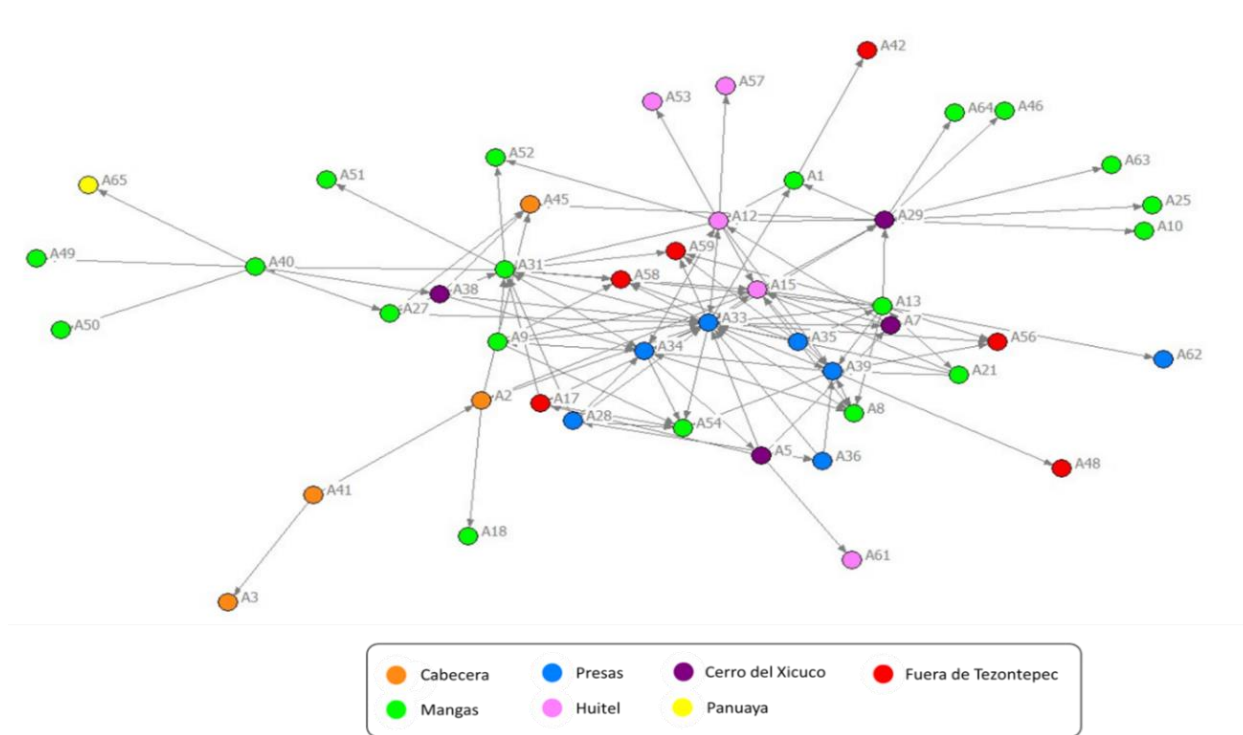 A42
A57
A53
A64 A46
A52
A63
A51
A1
A65
A45
A25
A12
A29
A10
A59
A49
A40
A31
A58
A38
A15
A13
A27
A33
A7
A50
A9
A34
A35
A56
A62
A39
A21
A2
A17
A28
A54
A8
A5
A36
A48
A41
A18
A61
A3
Cabecera
Presas
Cerro del Xicuco
Fuera de Tezontepec
Mangas
Huitel
Panuaya